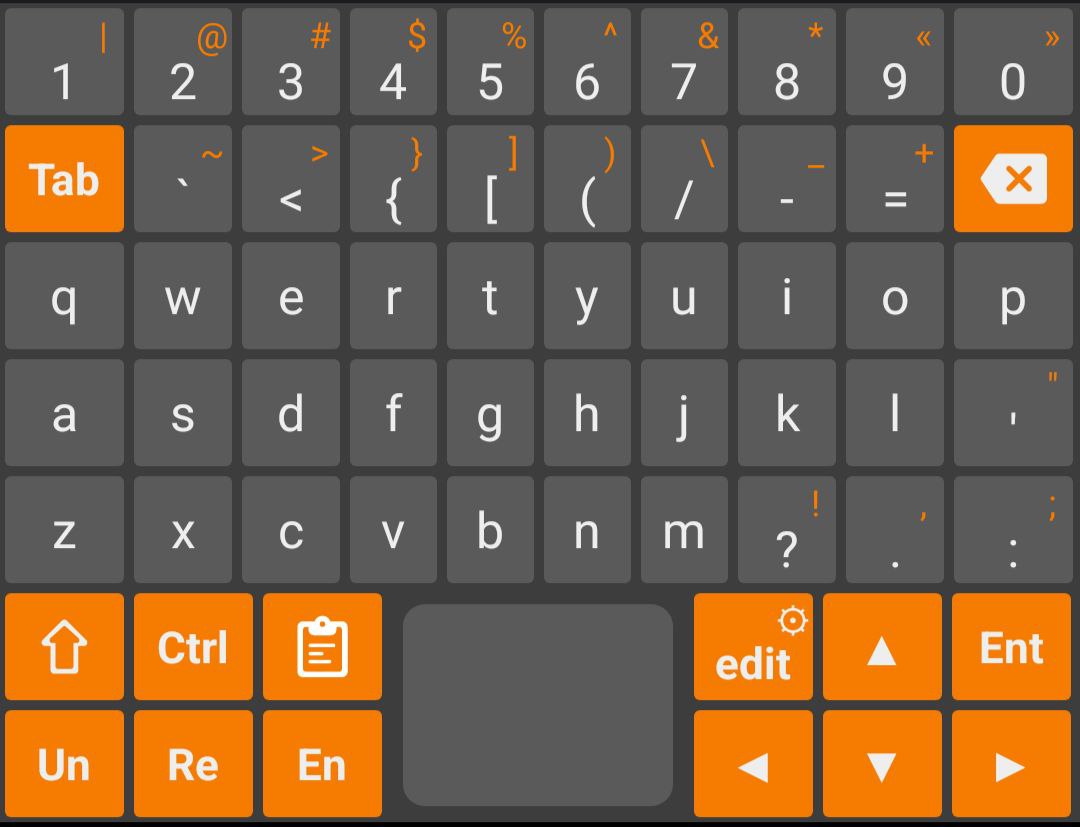 | @ # $ % ^ & * « »
1 2 3 4 5 6 7 8 9 0
~ > } ] ) \ _ +
Tab ` < { [ ( / - =
q w e r t y u i o p
"
a s d f g h j k l '
! , ;
z x c v b n m ? . :
Ctrl edit Ent
Un Re En